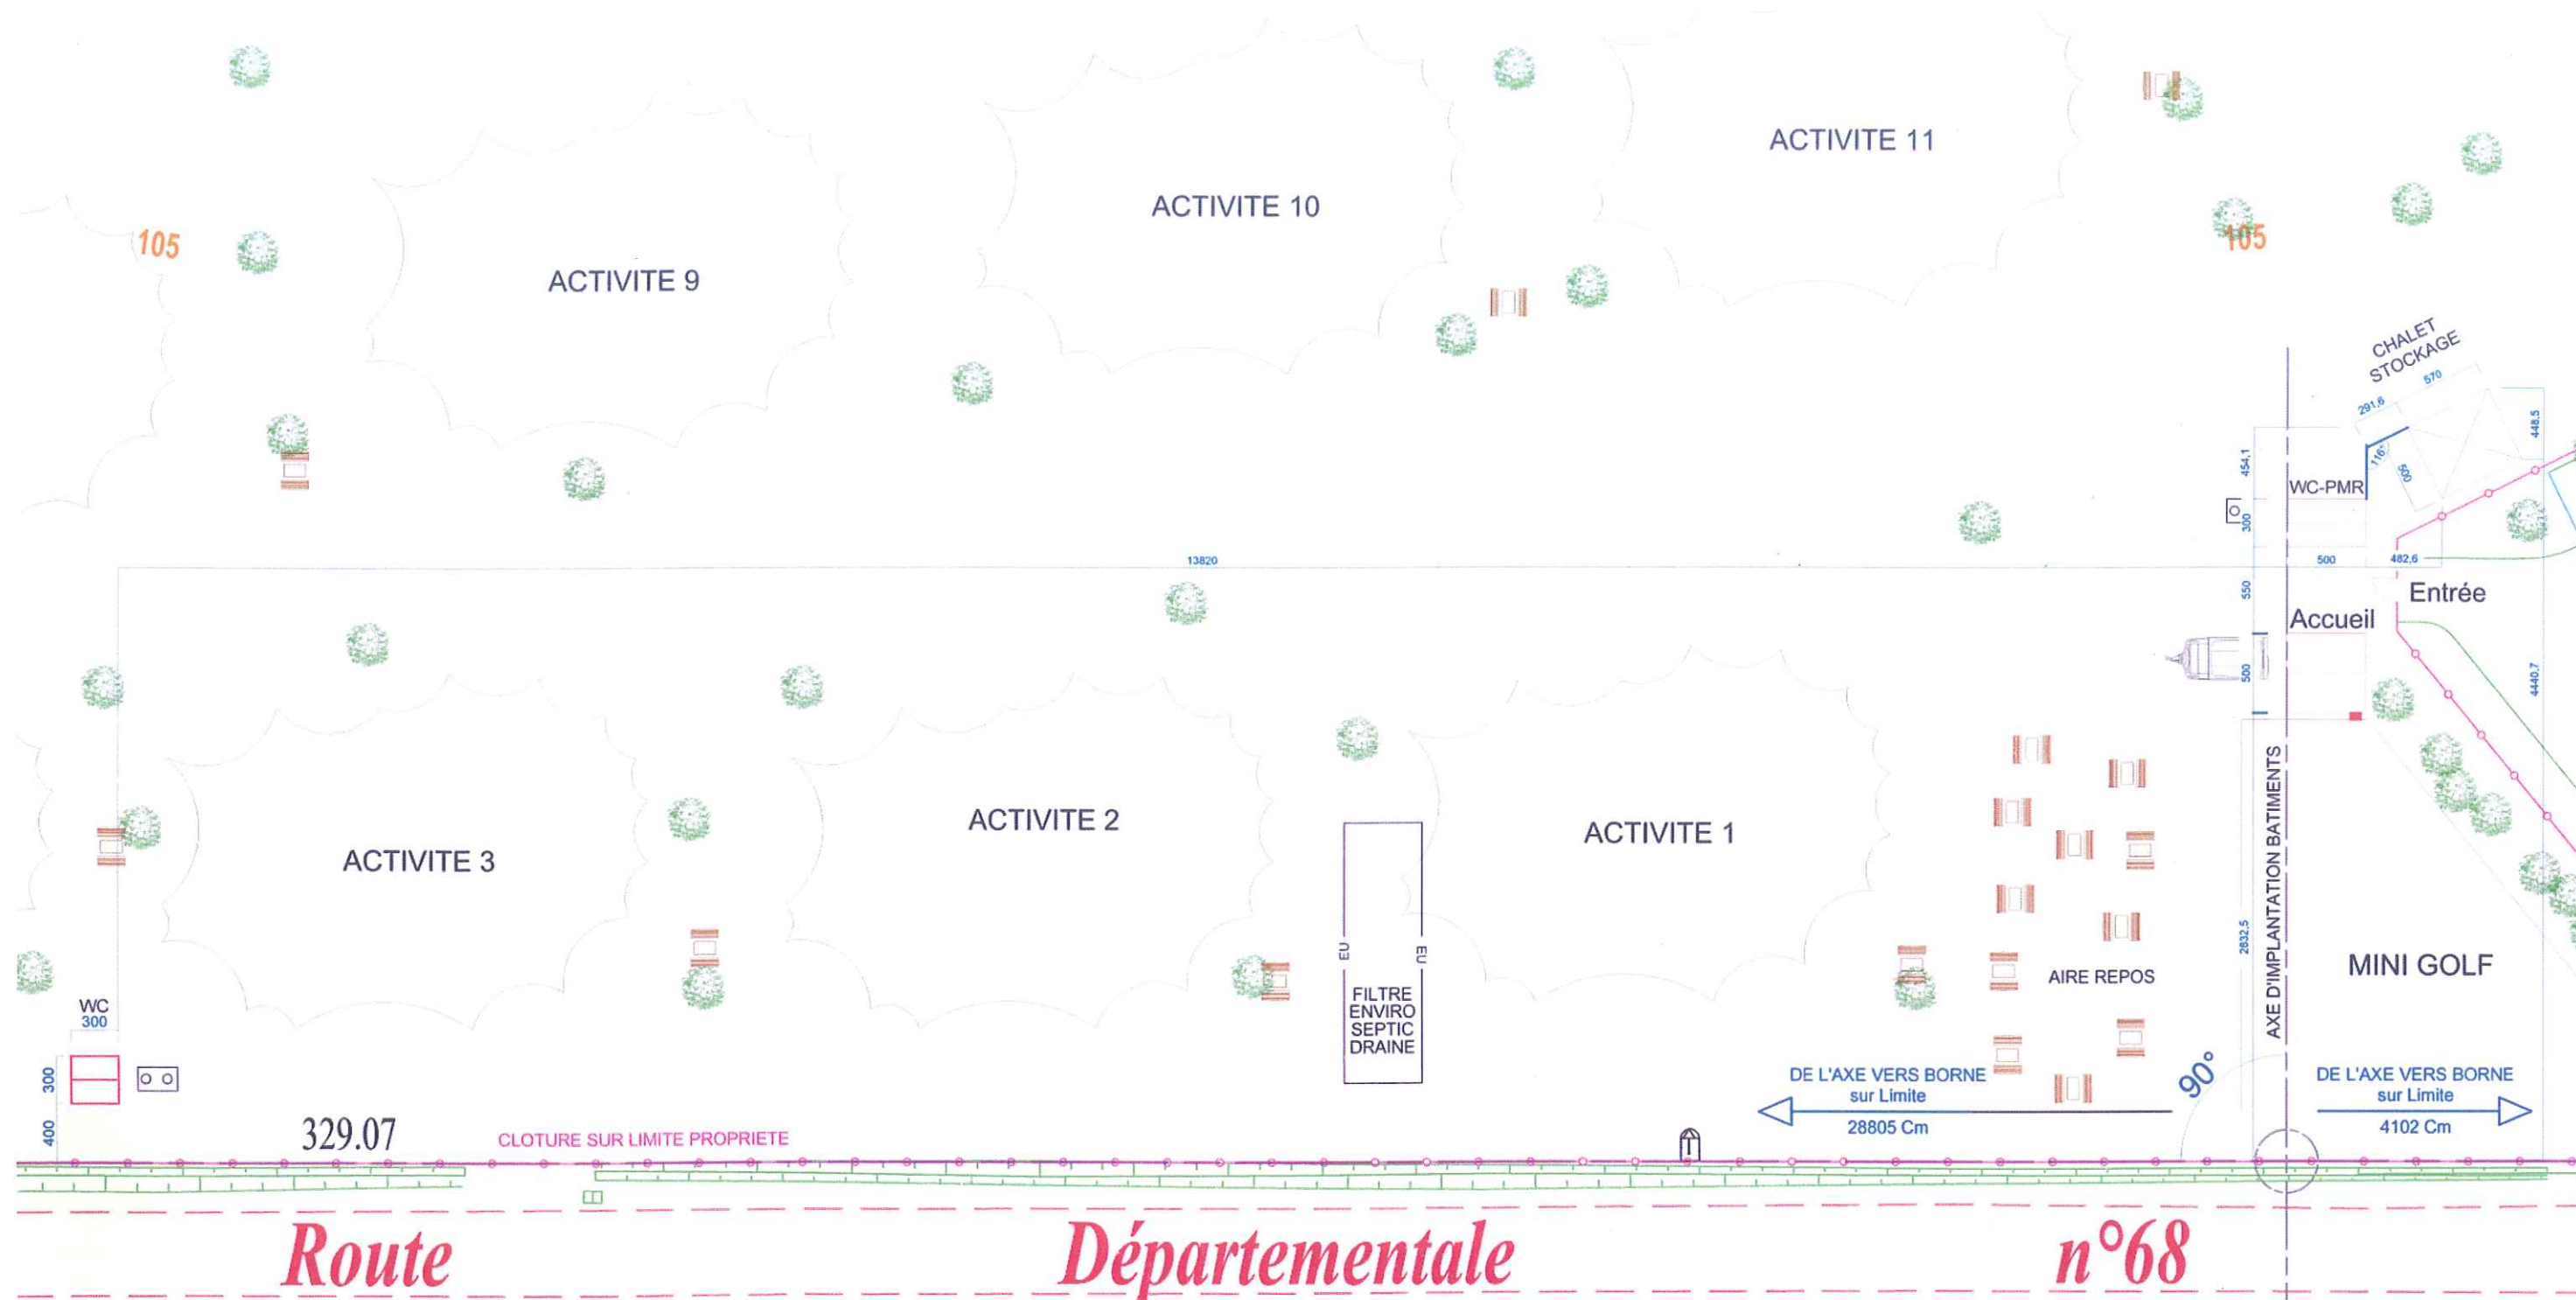 ACTIVITE 11
ACTIVITE 10
105
105
ACTIVITE 9
CHALET
STOCKAGE
570
291,6
448,5
454,1
116°
500
WC-PMR
300
13820
500
482,6
550
Entrée
Accueil
500
4440,7
ACTIVITE 3
ACTIVITE 2
ACTIVITE 1
AXE D'IMPLANTATION BATIMENTS
2832,5
EU
EU
FILTRE
ENVIRO
SEPTIC
DRAINE
AIRE REPOS
MINI GOLF
WC
300
300
400
90°
DE L'AXE VERS BORNE
sur Limite
28805 Cm
DE L'AXE VERS BORNE
sur Limite
4102 Cm
329.07
CLOTURE SUR LIMITE PROPRIETE
Route Départementale n°68